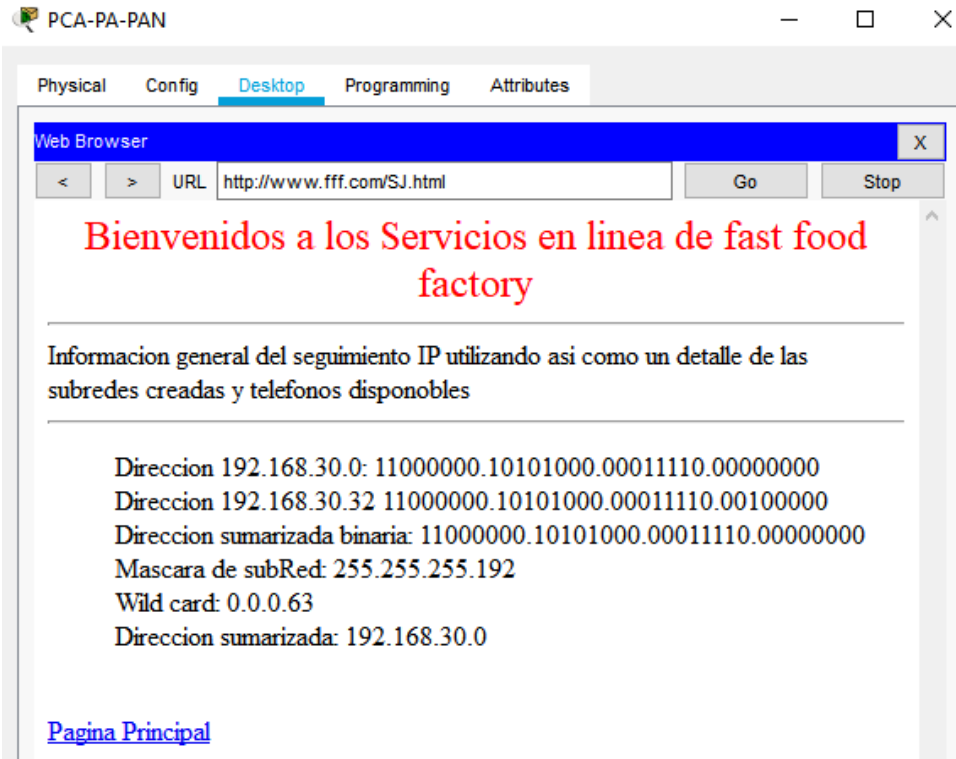 PCA-PA-PAN
Physical Config Desktop Programming Attributes
Web Browser X
< > URL http://www.fff.com/SJ.html Go Stop
Bienvenidos a los Servicios en linea de fast food
factory
Informacion general del seguimiento IP utilizando asi como un detalle de las
subredes creadas y telefonos disponobles
Direccion 192.168.30.0: 11000000.10101000.00011110.00000000
Direccion 192.168.30.32 11000000.10101000.00011110.00100000
Direccion sumarizada binaria: 11000000.10101000.00011110.00000000
Mascara de subRed: 255.255.255.192
Wild card: 0.0.0.63
Direccion sumarizada: 192.168.30.0
Pagina Principal